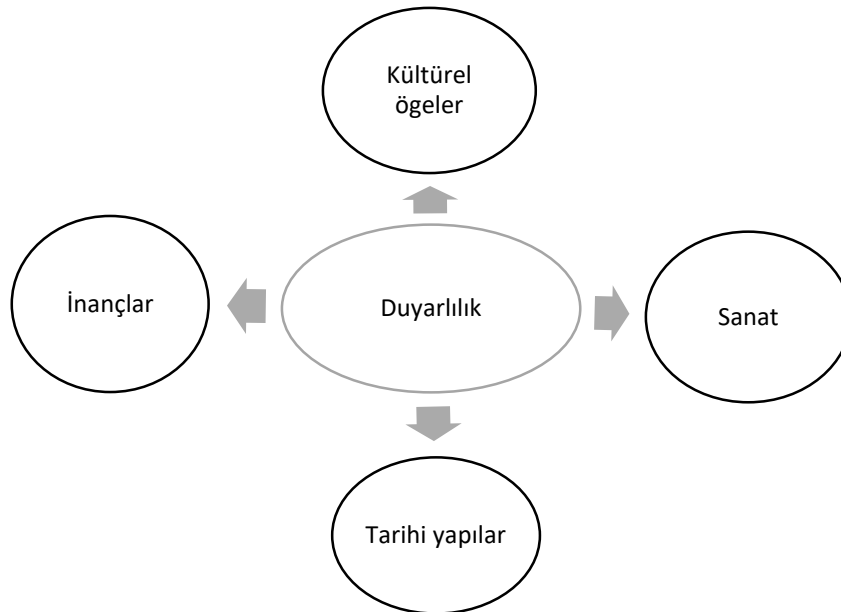 Kültürel
ögeler
İnançlar
Duyarlılık
Sanat
Tarihi yapılar